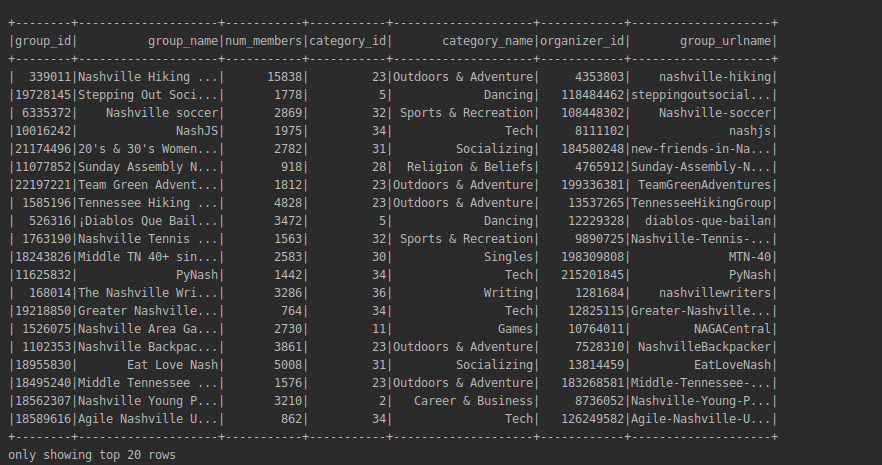 +--------+--------------------+-----------+-----------+--------------------+------------+--------------------+
|group_id|          group_name|num_members|category_id|       category_name|organizer_id|       group_urlname|
+--------+--------------------+-----------+-----------+--------------------+------------+--------------------+
|  339011|Nashville Hiking ...|      15838|         23|Outdoors & Adventure|     4353803|    nashville-hiking|
|19728145|Stepping Out Soci...|       1778|          5|             Dancing|   118484462|steppingoutsocial...|
| 6335372|    Nashville soccer|       2869|         32| Sports & Recreation|   108448302|    Nashville-soccer|
|10016242|              NashJS|       1975|         34|                Tech|     8111102|              nashjs|
|21174496|20's & 30's Women...|       2782|         31|         Socializing|   184580248|new-friends-in-Na...|
|11077852|Sunday Assembly N...|        918|         28|  Religion & Beliefs|     4765912|Sunday-Assembly-N...|
|22197221|Team Green Advent...|       1812|         23|Outdoors & Adventure|   199336381| TeamGreenAdventures|
| 1585196|Tennessee Hiking ...|       4828|         23|Outdoors & Adventure|    13537265|TennesseeHikingGroup|
|  526316|¡Diablos Que Bail...|       3472|          5|             Dancing|    12229328|  diablos-que-bailan|
| 1763190|Nashville Tennis ...|       1563|         32| Sports & Recreation|     9890725|Nashville-Tennis-...|
|18243826|Middle TN 40+ sin...|       2583|         30|             Singles|   198309808|              MTN-40|
|11625832|              PyNash|       1442|         34|                Tech|   215201845|              PyNash|
|  168014|The Nashville Wri...|       3286|         36|             Writing|     1281684|    nashvillewriters|
|19218850|Greater Nashville...|        764|         34|                Tech|    12825115|Greater-Nashville...|
| 1526075|Nashville Area Ga...|       2730|         11|               Games|    10764011|         NAGACentral|
| 1102353|Nashville Backpac...|       3861|         23|Outdoors & Adventure|     7528310| NashvilleBackpacker|
|18955830|       Eat Love Nash|       5008|         31|         Socializing|    13814459|         EatLoveNash|
|18495240|Middle Tennessee ...|       1576|         23|Outdoors & Adventure|   183268581|Middle-Tennessee-...|
|18562307|Nashville Young P...|       3210|          2|   Career & Business|     8736052|Nashville-Young-P...|
|18589616|Agile Nashville U...|        862|         34|                Tech|   126249582|Agile-Nashville-U...|
+--------+--------------------+-----------+-----------+--------------------+------------+--------------------+
only showing top 20 rows